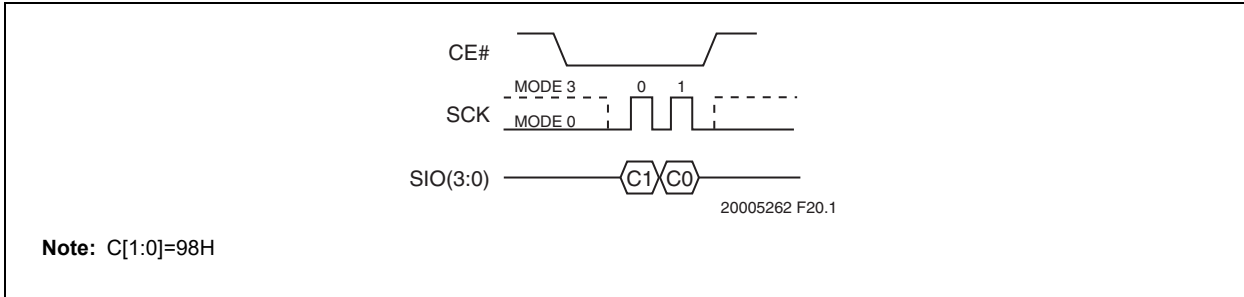 CE#
MODE 3 0 1
SCK
MODE 0
SIO(3:0) C1 C0
20005262 F20.1
Note: C[1:0]=98H